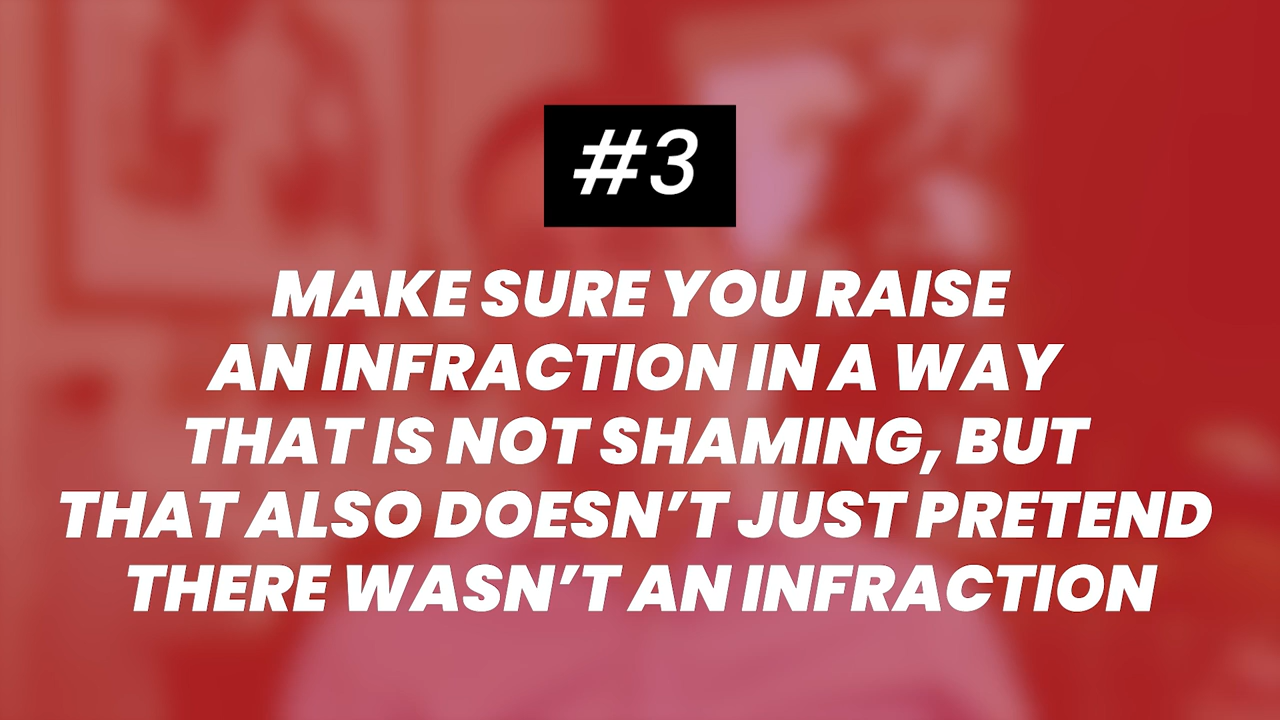 #3
MAKE SURE YOU RAISE
AN INFRACTION IN A WAY
THAT IS NOT SHAMING, BUT
THAT ALSO DOESN’T JUST PRETEND
THERE WASN’T AN INFRACTION